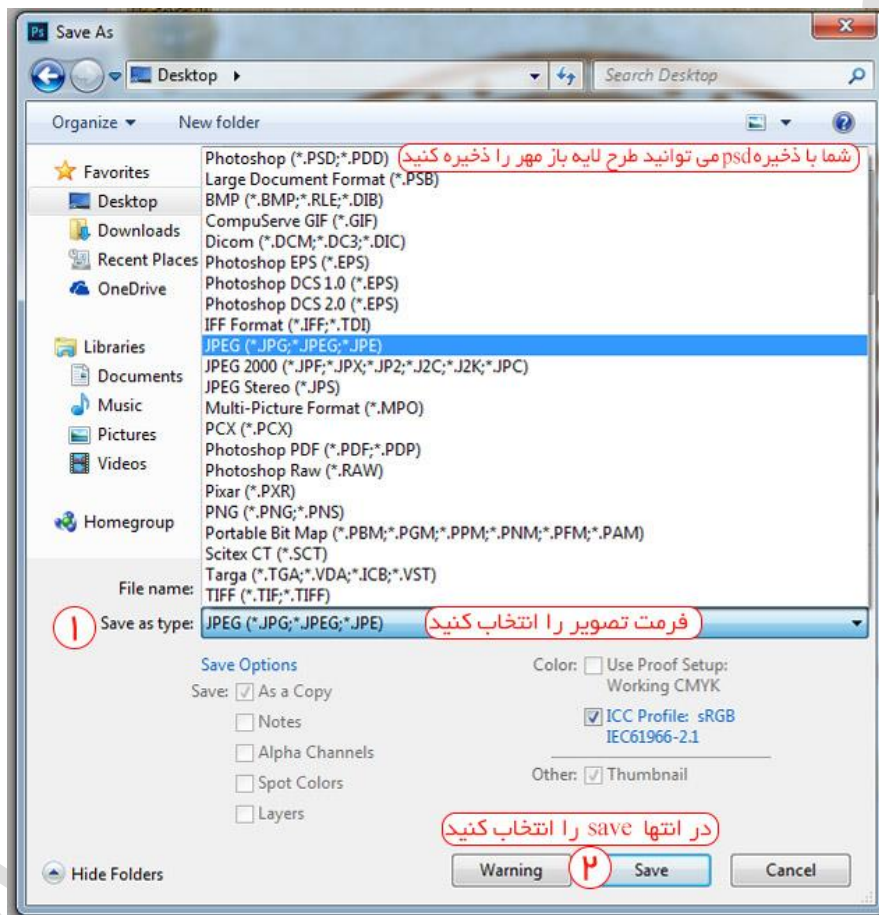 Ps Save As
Desktop
Search Desktop
Organize
New folder
Favorites
Desktop
Downloads
Recent Places
OneDrive
Libraries
Documents
Music
Pictures
Videos
Homegroup
Photoshop (*.PSD;*.PDD)
شما با ذخیره psd می توانید طرح لایه باز مهر را ذخیره کنید
Large Document Format (*.PSB)
BMP (*.BMP;*.RLE;*.DIB)
CompuServe GIF (*.GIF)
Dicom (*.DCM;*.DC3;*.DIC)
Photoshop EPS (*.EPS)
Photoshop DCS 1.0 (*.EPS)
Photoshop DCS 2.0 (*.EPS)
IFF Format (*.IFF;*.TDI)
JPEG (*.JPG;*.JPEG;*.JPE)
JPEG 2000 (*.JPF;*.JPX;*.JP2;*.J2C;*.J2K;*.JPC)
JPEG Stereo (*.JPS)
Multi-Picture Format (*.MPO)
PCX (*.PCX)
Photoshop PDF (*.PDF;*.PDP)
Photoshop Raw (*.RAW)
Pixar (*.PXR)
PNG (*.PNG;*.PNS)
Portable Bit Map (*.PBM;*.PGM;*.PPM;*.PNM;*.PFM;*.PAM)
Scitex CT (*.SCT)
Targa (*.TGA;*.VDA;*.ICB;*.VST)
TIFF (*.TIF;*.TIFF)
File name:
۱ Save as type: JPEG (*.JPG;*.JPEG;*.JPE)
فرمت تصویر را انتخاب کنید
Save Options
Save: As a Copy
Notes
Alpha Channels
Spot Colors
Layers
Color: Use Proof Setup:
Working CMYK
ICC Profile: sRGB
IEC61966-2.1
Other: Thumbnail
در انتها save را انتخاب کنید
Hide Folders
Warning
۲
Save
Cancel